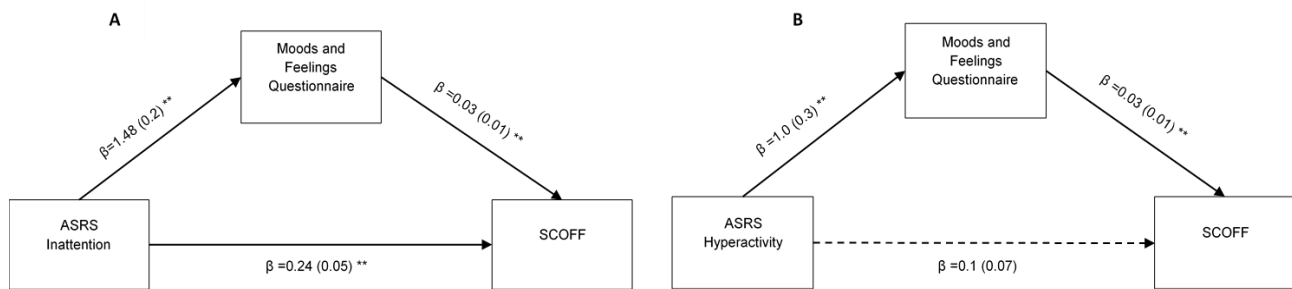 A
Moods and
Feelings
Questionnaire
β=1.48 (0.2) **
β =0.03 (0.01) **
ASRS
Inattention
SCOFF
β =0.24 (0.05) **
B
Moods and
Feelings
Questionnaire
β =1.0 (0.3) **
β =0.03 (0.01) **
ASRS
Hyperactivity
SCOFF
β =0.1 (0.07)